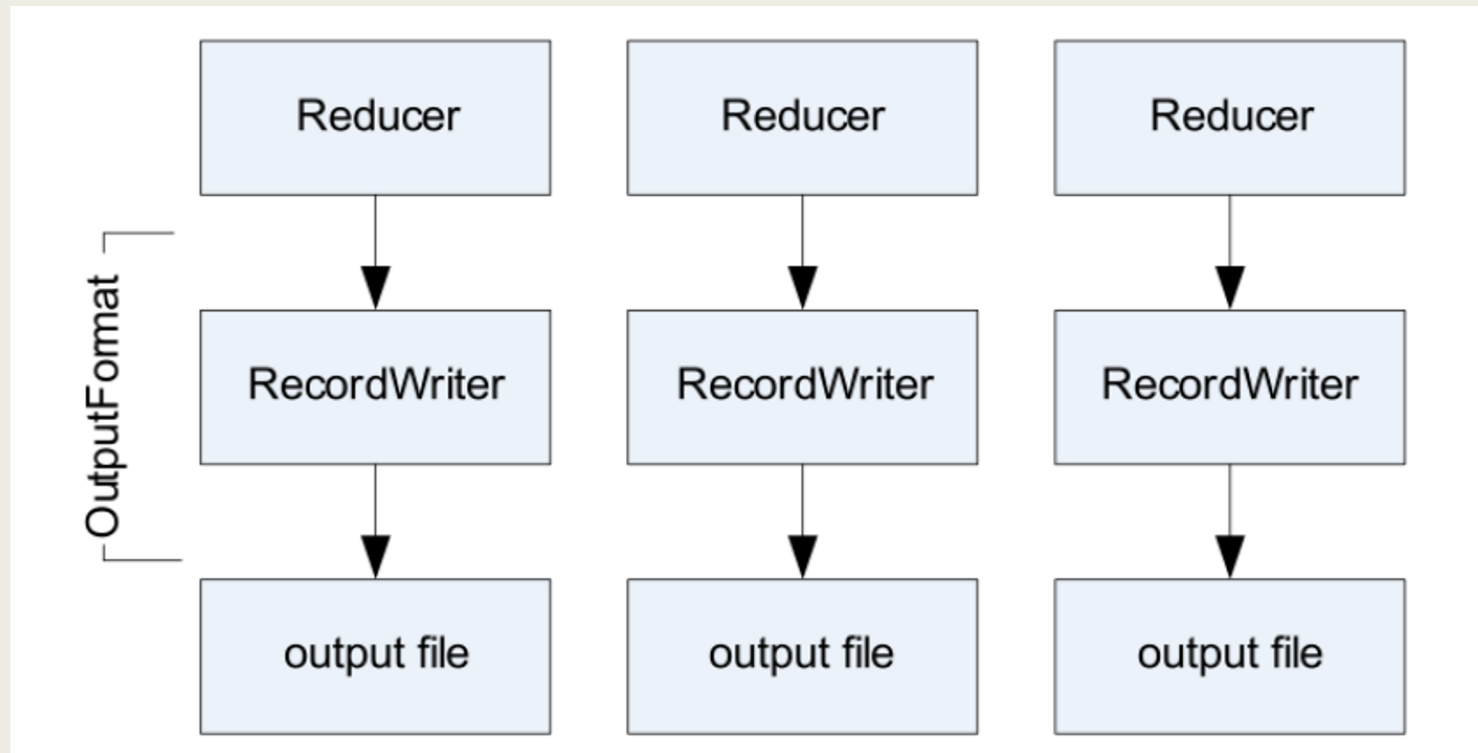 Reducer Reducer Reducer
OutputFormat
RecordWriter RecordWriter RecordWriter
output file output file output file